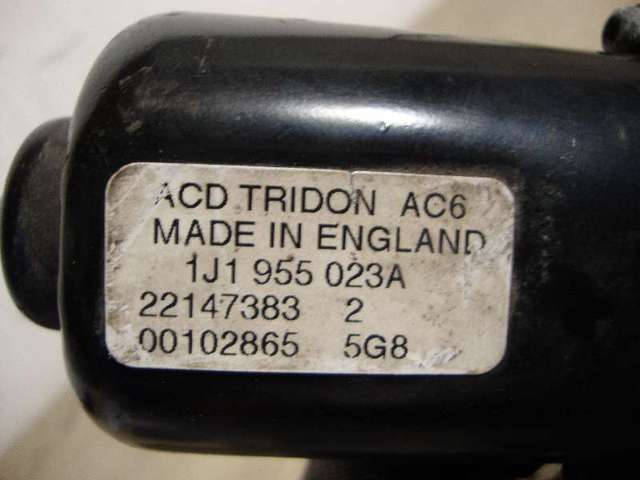 ACD TRIDON AC6
MADE IN ENGLAND
1J1 955 023A
22147383 2
00102865 5G8